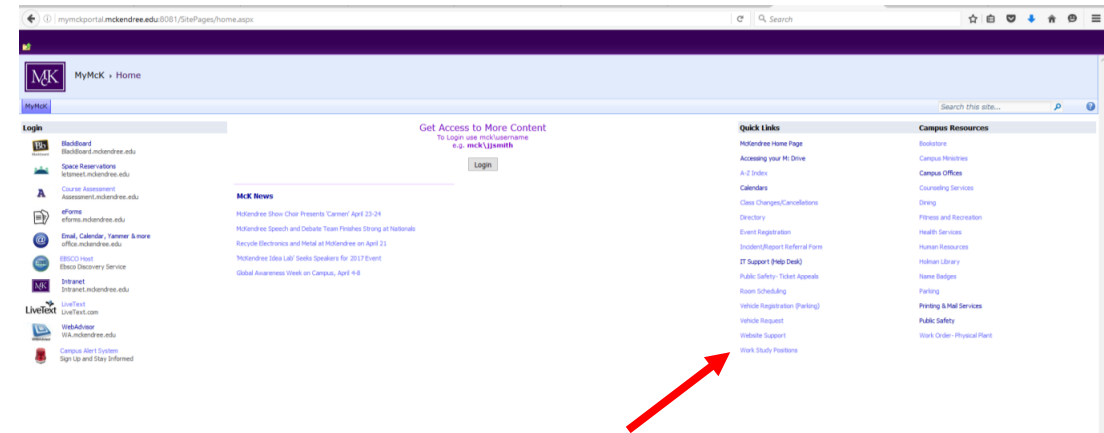 mymckportal.mckendree.edu:8081/SitePages/home.aspx
Search
MK
MyMcK › Home
MyMcK
Search this site...
Login
Bb
BlackBoard
BlackBoard.mckendree.edu
Space Reservations
letsmeet.mckendree.edu
A
Course Assessment
Assessment.mckendree.edu
eForms
eforms.mckendree.edu
@
Email, Calendar, Yammer & more
office.mckendree.edu
EBSCO Host
Ebsco Discovery Service
MK
Intranet
Intranet.mckendree.edu
LiveText
LiveText
LiveText.com
WebAdvisor
WA.mckendree.edu
Campus Alert System
Sign Up and Stay Informed
Get Access to More Content
To Login use mck\username
e.g. mck\jjsmith
Login
McK News
McKendree Show Choir Presents 'Carmen' April 23-24
McKendree Speech and Debate Team Finishes Strong at Nationals
Recycle Electronics and Metal at McKendree on April 21
'McKendree Idea Lab' Seeks Speakers for 2017 Event
Global Awareness Week on Campus, April 4-8
Quick Links
McKendree Home Page
Accessing your M: Drive
A-Z Index
Calendars
Class Changes/Cancellations
Directory
Event Registration
Incident/Report Referral Form
IT Support (Help Desk)
Public Safety- Ticket Appeals
Room Scheduling
Vehicle Registration (Parking)
Vehicle Request
Website Support
Work Study Positions
Campus Resources
Bookstore
Campus Ministries
Campus Offices
Counseling Services
Dining
Fitness and Recreation
Health Services
Human Resources
Holman Library
Name Badges
Parking
Printing & Mail Services
Public Safety
Work Order- Physical Plant